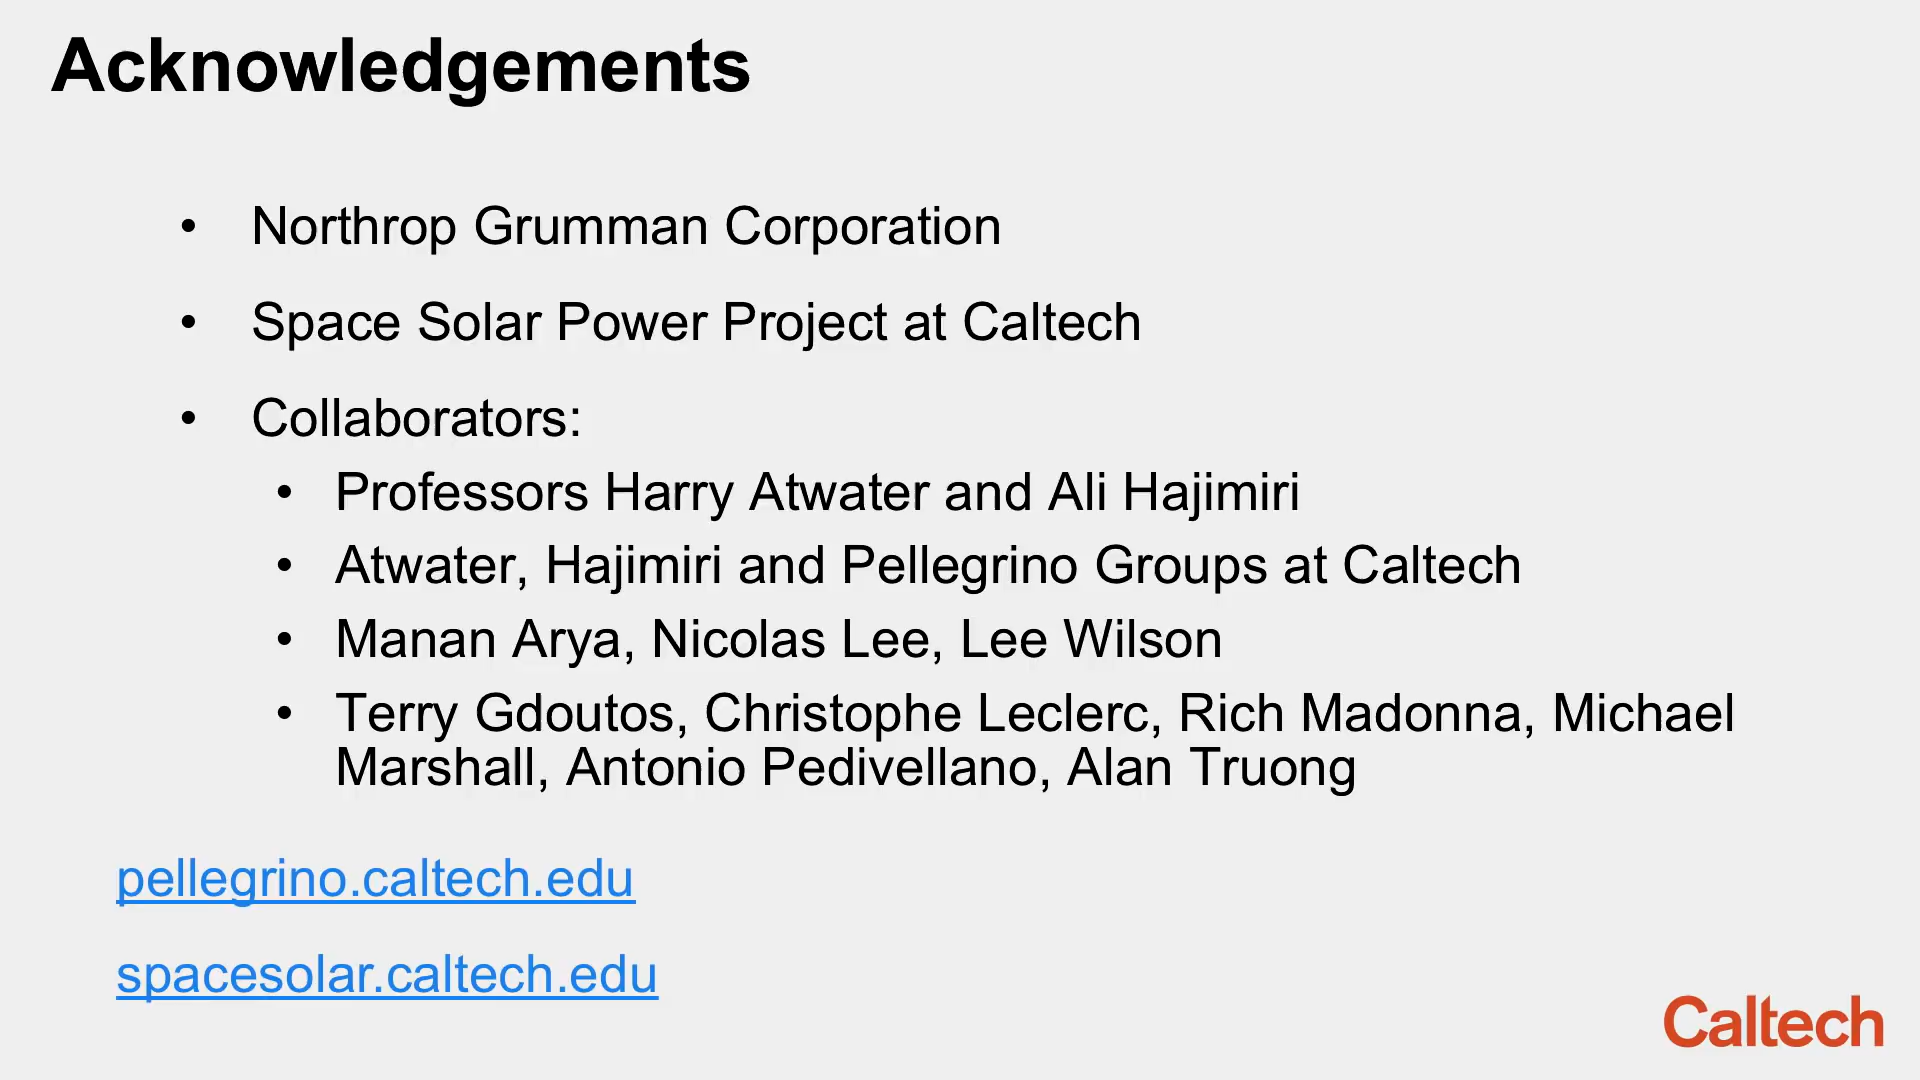 Acknowledgements
• Northrop Grumman Corporation
• Space Solar Power Project at Caltech
• Collaborators:
• Professors Harry Atwater and Ali Hajimiri
• Atwater, Hajimiri and Pellegrino Groups at Caltech
• Manan Arya, Nicolas Lee, Lee Wilson
• Terry Gdoutos, Christophe Leclerc, Rich Madonna, Michael
Marshall, Antonio Pedivellano, Alan Truong
pellegrino.caltech.edu
spacesolar.caltech.edu
Caltech